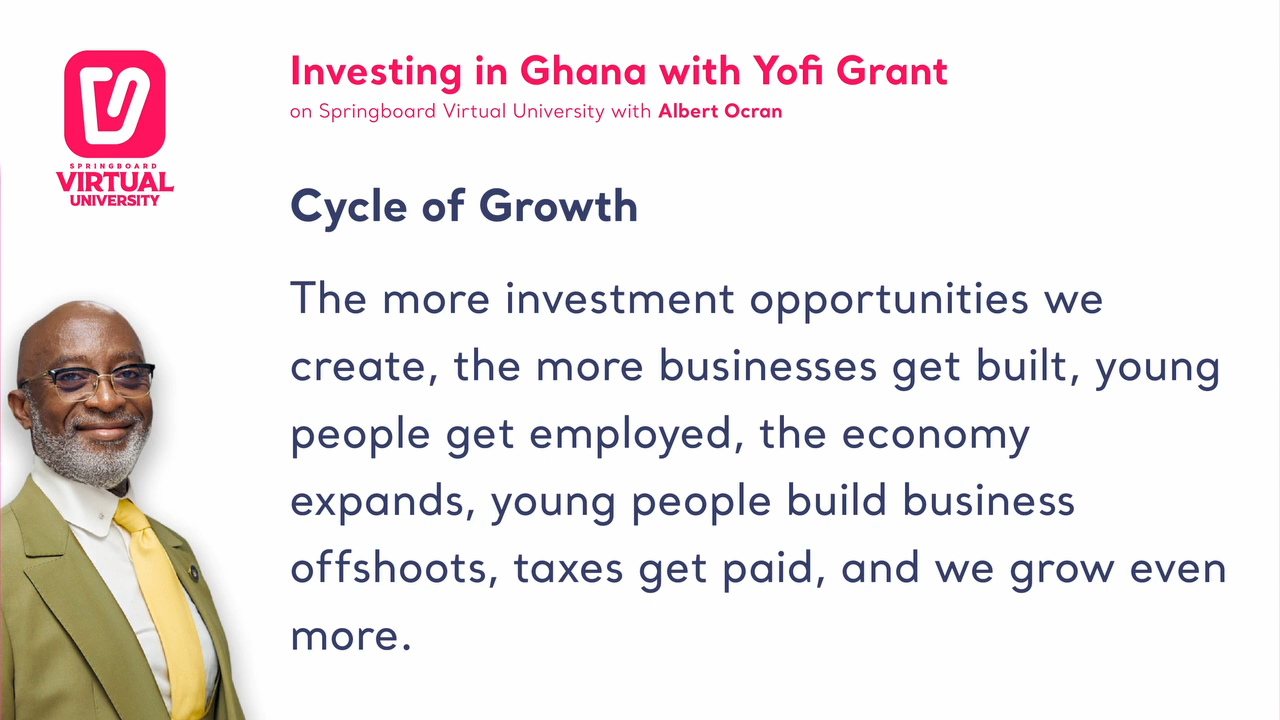 SPRINGBOARD
VIRTUAL
UNIVERSITY
Investing in Ghana with Yofi Grant
on Springboard Virtual University with Albert Ocran
Cycle of Growth
The more investment opportunities we
create, the more businesses get built, young
people get employed, the economy
expands, young people build business
offshoots, taxes get paid, and we grow even
more.